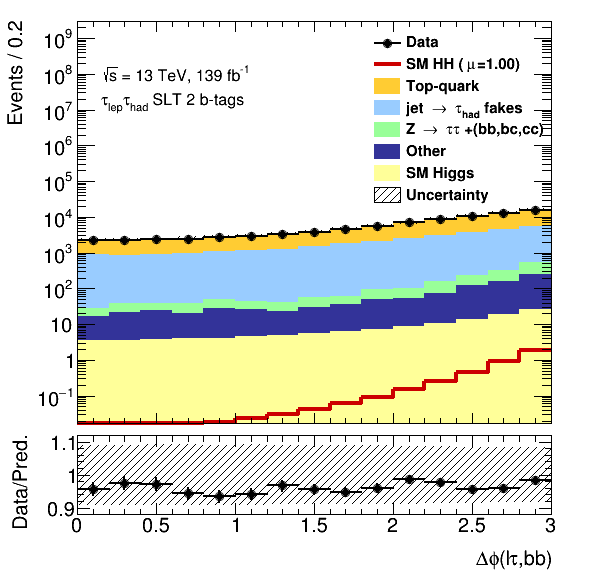 Events / 0.2
10⁹
10⁸
10⁷
10⁶
10⁵
10⁴
10³
10²
10
1
10⁻¹
√s = 13 TeV, 139 fb⁻¹
τlepτhad SLT 2 b-tags
Data
SM HH ( μ=1.00)
Top-quark
jet → τhad fakes
Z → ττ +(bb,bc,cc)
Other
SM Higgs
Uncertainty
Data/Pred.
1.1
1
0.9
0 0.5 1 1.5 2 2.5 3
Δϕ(lτ,bb)